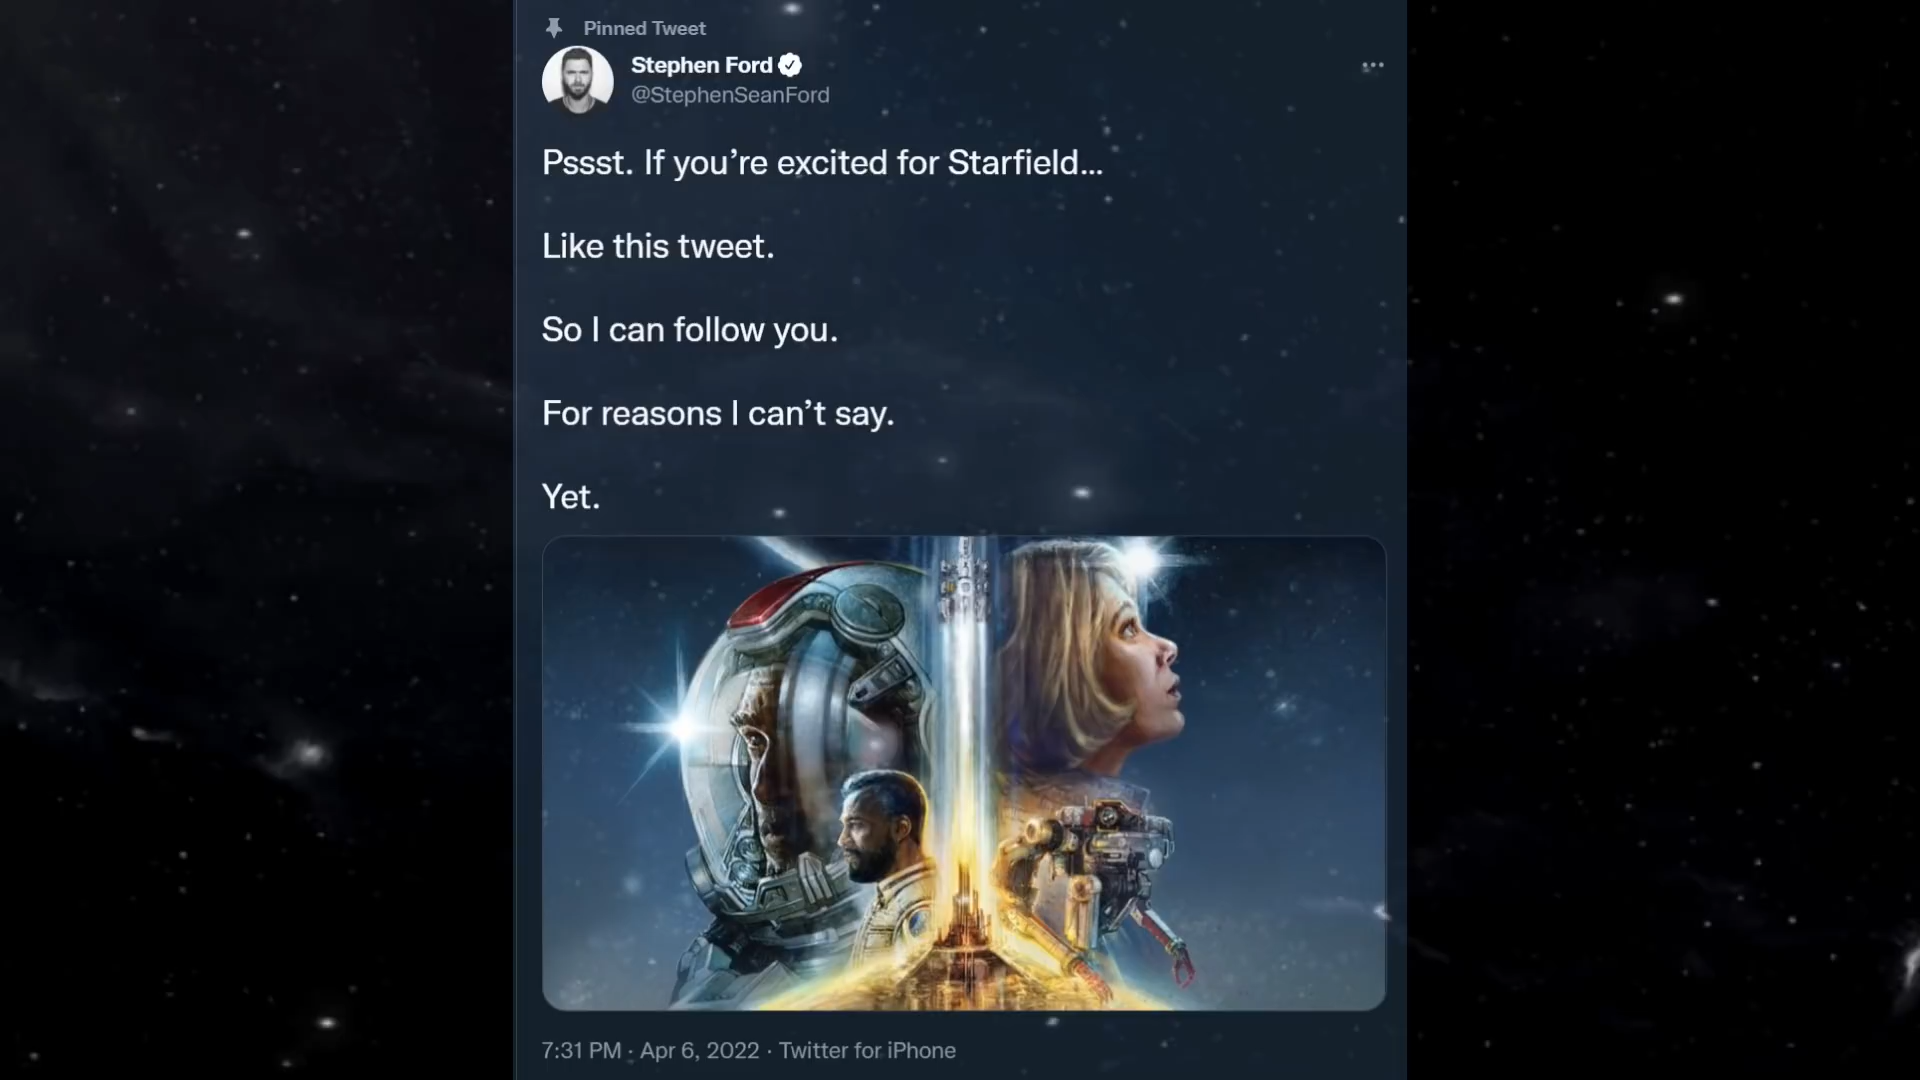 Pinned Tweet
Stephen Ford
@StephenSeanFord
Pssst. If you’re excited for Starfield...
Like this tweet.
So I can follow you.
For reasons I can’t say.
Yet.
7:31 PM · Apr 6, 2022 · Twitter for iPhone